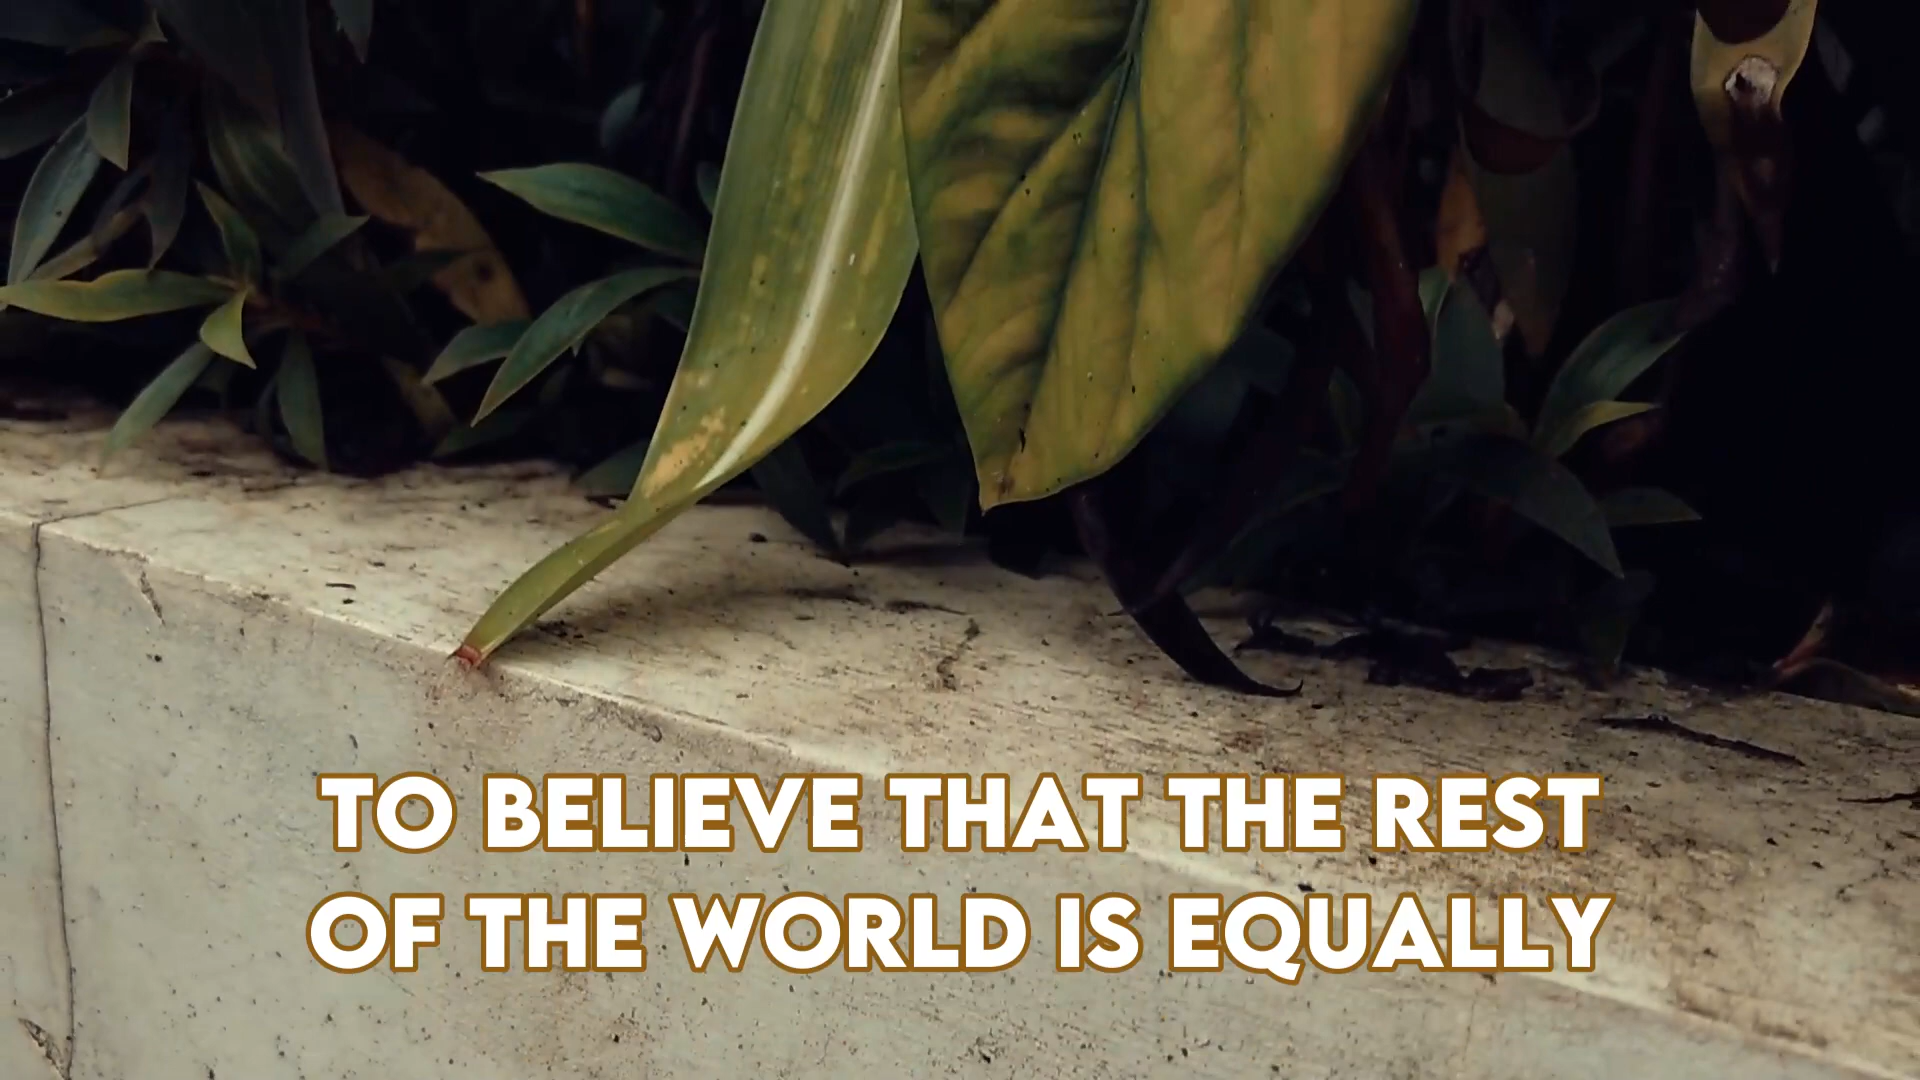 TO BELIEVE THAT THE REST
OF THE WORLD IS EQUALLY